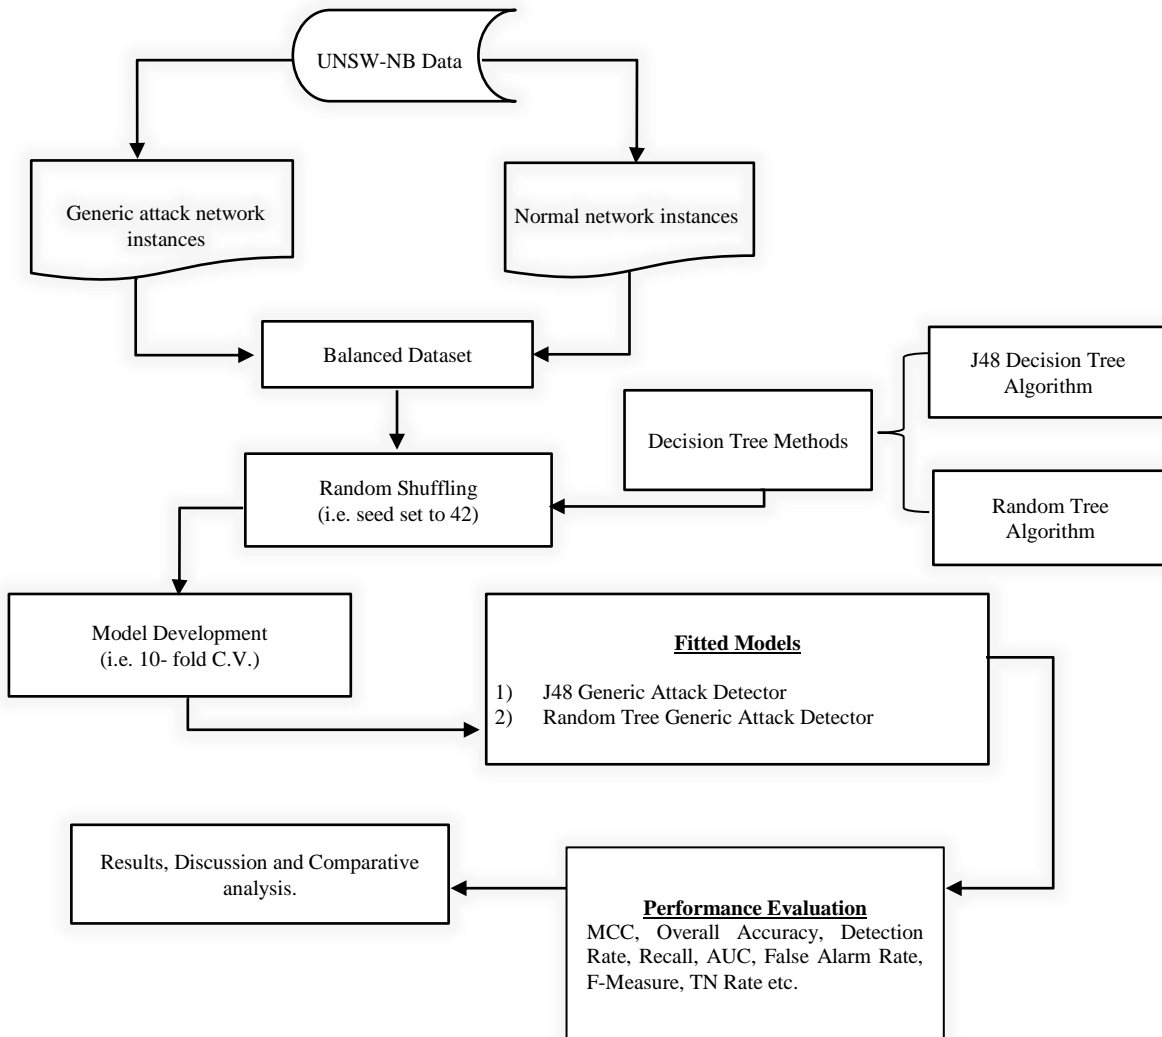 UNSW-NB Data
Generic attack network
instances
Normal network instances
Balanced Dataset
J48 Decision Tree
Algorithm
Decision Tree Methods
Random Shuffling
(i.e. seed set to 42)
Random Tree
Algorithm
Model Development
(i.e. 10- fold C.V.)
Fitted Models
1) J48 Generic Attack Detector
2) Random Tree Generic Attack Detector
Results, Discussion and Comparative
analysis.
Performance Evaluation
MCC, Overall Accuracy, Detection
Rate, Recall, AUC, False Alarm Rate,
F-Measure, TN Rate etc.